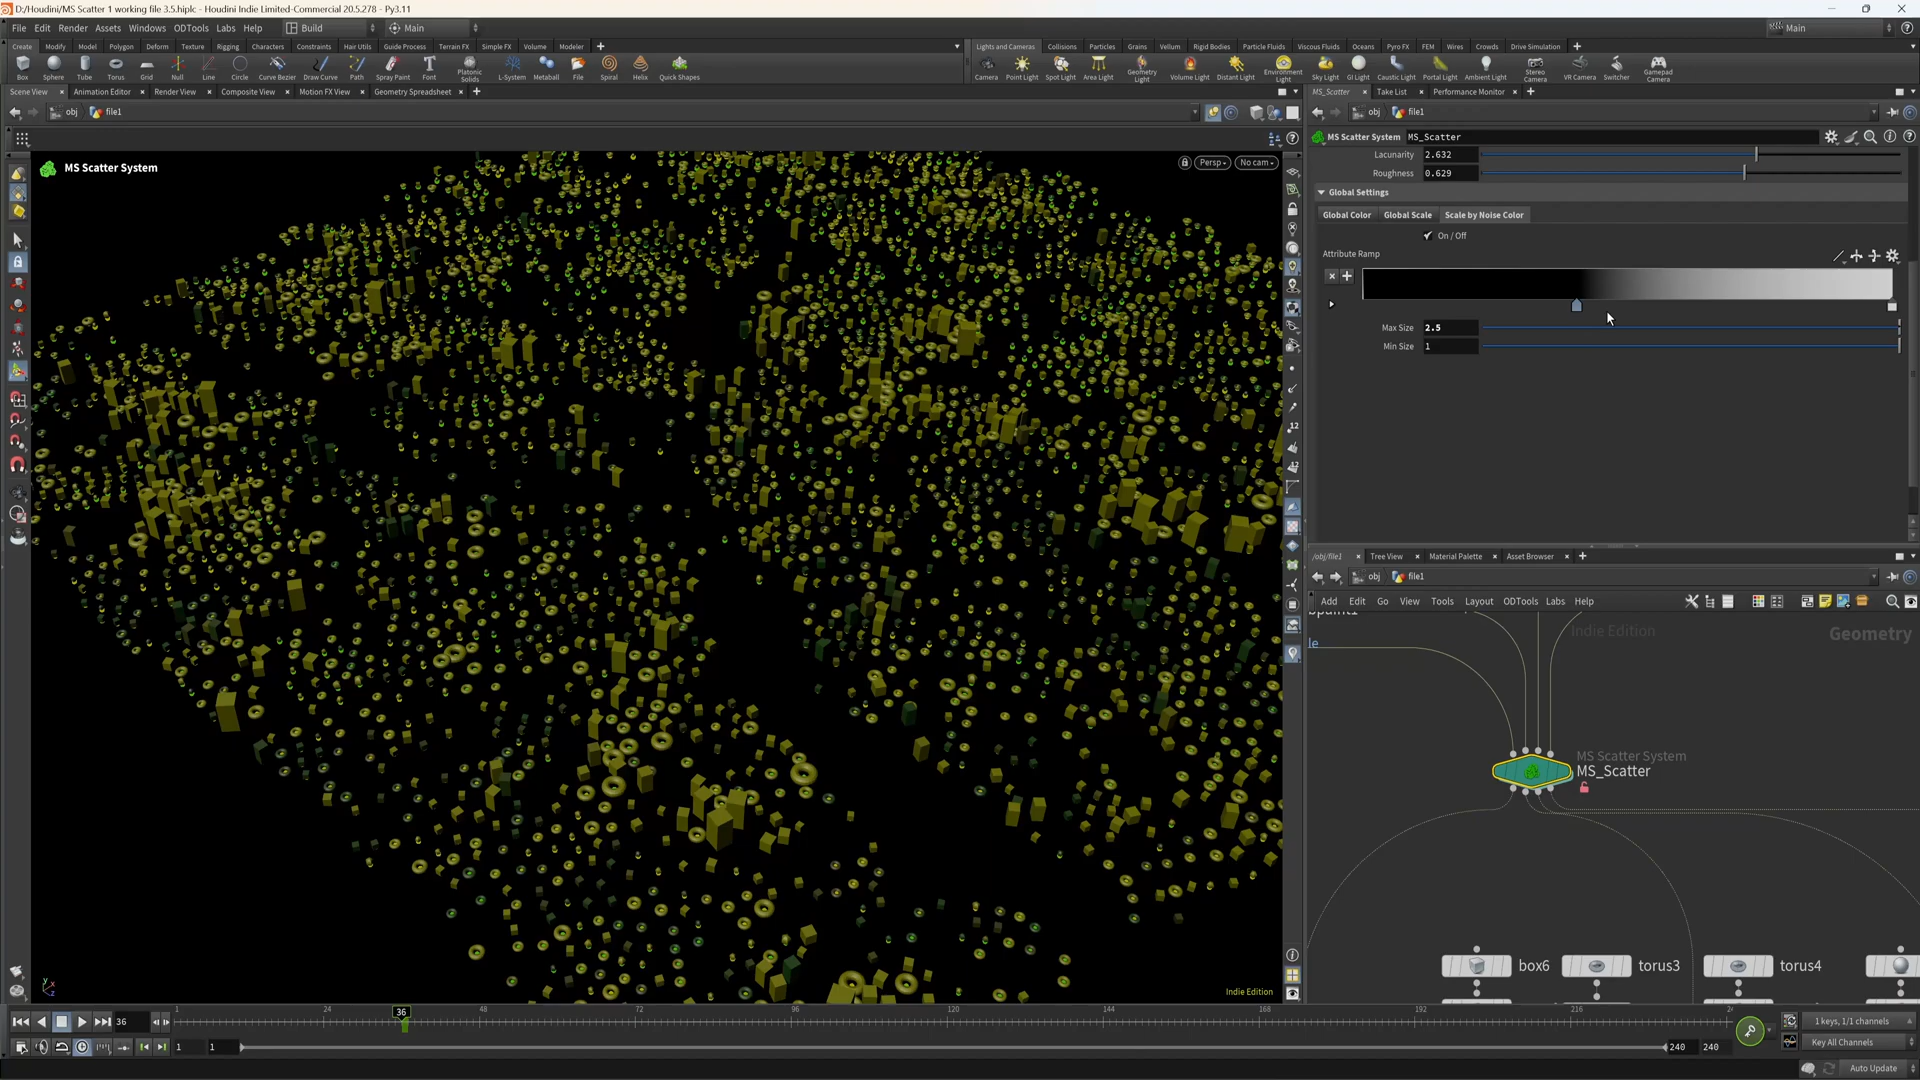 D:/Houdini/MS Scatter 1 working file 3.5.hiplc - Houdini Indie Limited-Commercial 20.5.278 - Py3.11
File Edit Render Assets Windows ODTools Labs Help Build Main Main
Create Modify Model Polygon Deform Texture Rigging Characters Constraints Hair Utils Guide Process Terrain FX Simple FX Volume Modeler
Lights and Cameras Collisions Particles Grains Vellum Rigid Bodies Particle Fluids Viscous Fluids Oceans Pyro FX FEM Wires Crowds Drive Simulation
Box Sphere Tube Torus Grid Null Line Circle Curve Bezier Draw Curve Path Spray Paint Font Platonic Solids L-System Metaball File Spiral Helix Quick Shapes
Camera Point Light Spot Light Area Light Geometry Light Volume Light Distant Light Environment Light Sky Light GI Light Caustic Light Portal Light Ambient Light Stereo Camera VR Camera Switcher Gamepad Camera
Scene View Animation Editor Render View Composite View Motion FX View Geometry Spreadsheet
MS_Scatter Take List Performance Monitor
obj file1
obj file1
MS Scatter System MS_Scatter
MS Scatter System
Persp No cam
Lacunarity 2.632
Roughness 0.629
Global Settings
Global Color Global Scale Scale by Noise Color
On / Off
Attribute Ramp
Max Size 2.5
Min Size 1
/obj/file1 Tree View Material Palette Asset Browser
obj file1
Add Edit Go View Tools Layout ODTools Labs Help
Indie Edition
Geometry
le
MS Scatter System
MS_Scatter
box6 torus3 torus4
Indie Edition
36 1 24 36 48 72 96 120 144 168 192 216
1 1 240 240
1 keys, 1/1 channels
Key All Channels
Auto Update